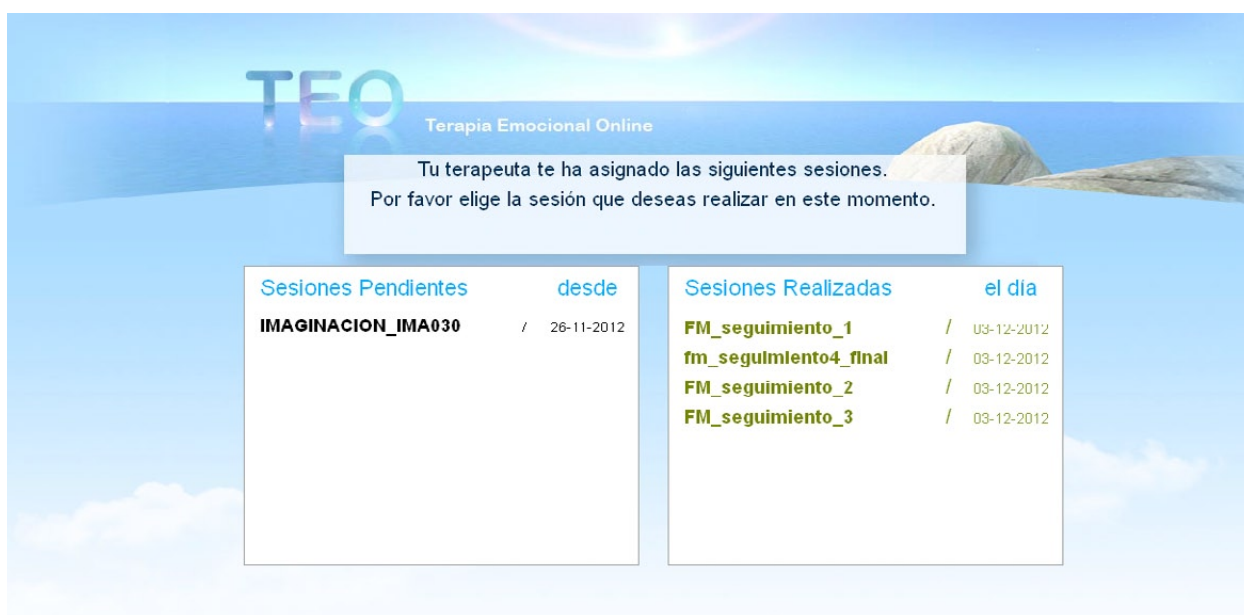 TEO
Terapia Emocional Online
Tu terapeuta te ha asignado las siguientes sesiones.
Por favor elige la sesión que deseas realizar en este momento.
Sesiones Pendientes desde
IMAGINACION_IMA030 / 26-11-2012
Sesiones Realizadas el día
FM_seguimiento_1 / 03-12-2012
fm_seguimiento4_final / 03-12-2012
FM_seguimiento_2 / 03-12-2012
FM_seguimiento_3 / 03-12-2012